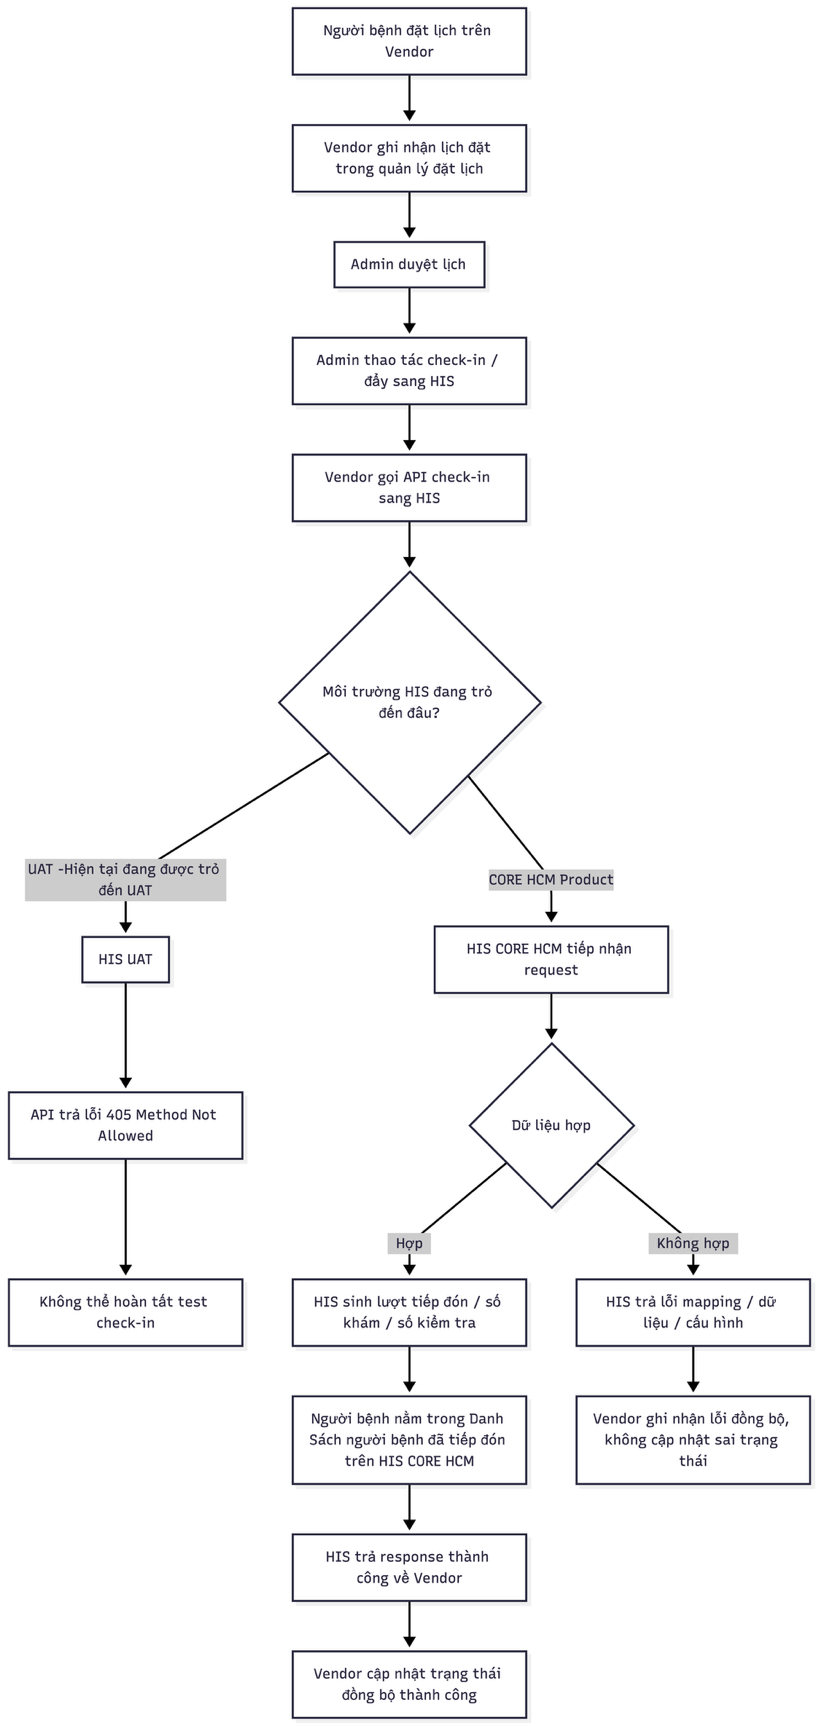 Người bệnh đặt lịch trên
Vendor
Vendor ghi nhận lịch đặt
trong quản lý đặt lịch
Admin duyệt lịch
Admin thao tác check-in /
đẩy sang HIS
Vendor gọi API check-in
sang HIS
Môi trường HIS đang trỏ
đến đâu?
UAT -Hiện tại đang được trỏ
đến UAT
CORE HCM Product
HIS UAT
HIS CORE HCM tiếp nhận
request
API trả lỗi 405 Method Not
Allowed
Dữ liệu hợp
Hợp
Không hợp
Không thể hoàn tất test
check-in
HIS sinh lượt tiếp đón / số
khám / số kiểm tra
HIS trả lỗi mapping / dữ
liệu / cấu hình
Người bệnh nằm trong Danh
Sách người bệnh đã tiếp đón
trên HIS CORE HCM
Vendor ghi nhận lỗi đồng bộ,
không cập nhật sai trạng
thái
HIS trả response thành
công về Vendor
Vendor cập nhật trạng thái
đồng bộ thành công